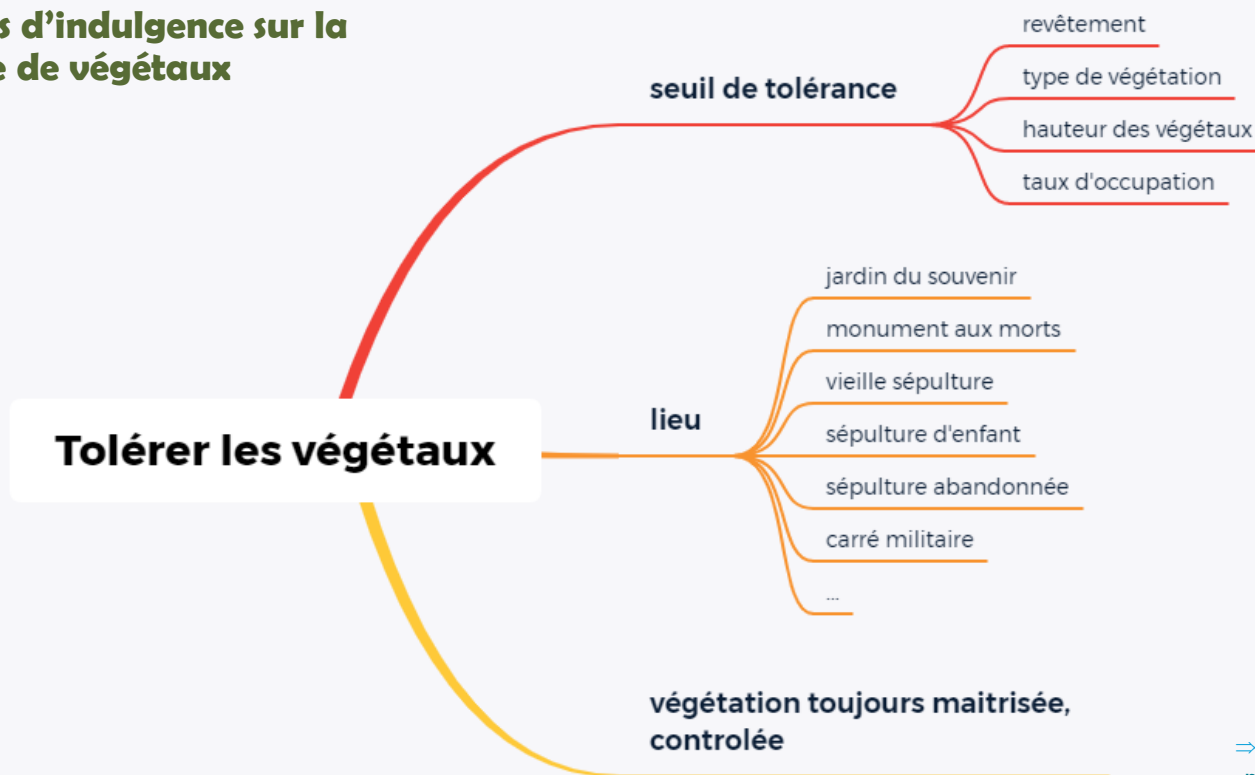 d'indulgence sur la
de végétaux
revêtement
type de végétation
hauteur des végétaux
taux d'occupation
seuil de tolérance
jardin du souvenir
monument aux morts
vieille sépulture
sépulture d'enfant
sépulture abandonnée
carré militaire
...
lieu
Tolérer les végétaux
végétation toujours maitrisée,
controlée
⇒